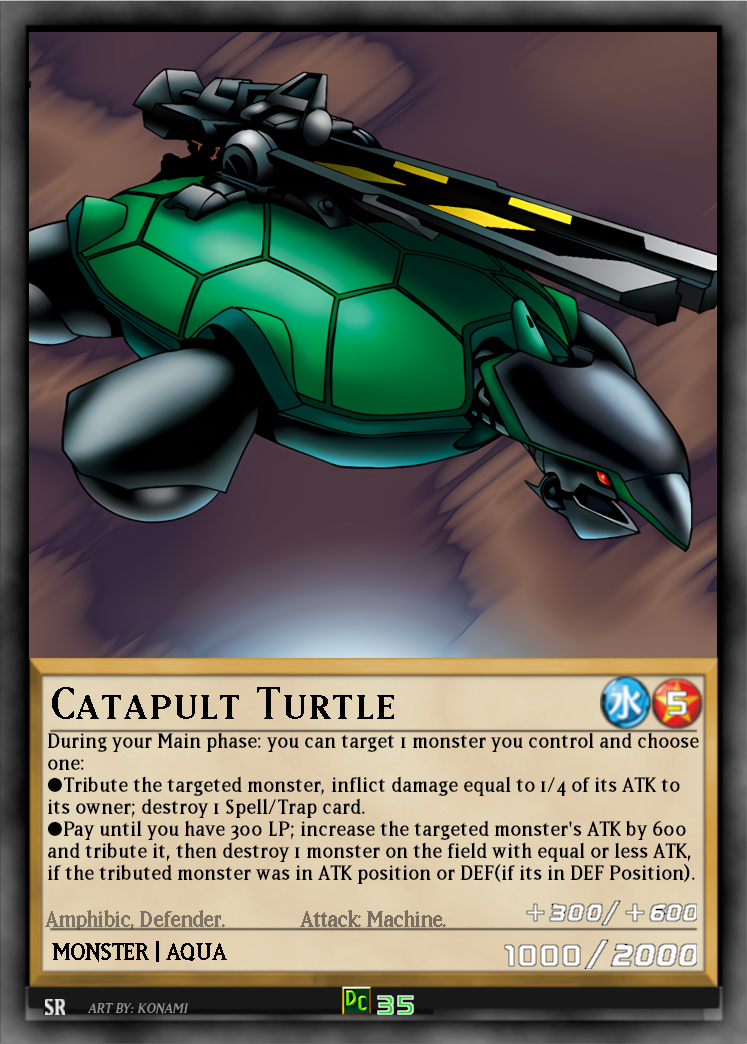 CATAPULT TURTLE 水 5
During your Main phase: you can target 1 monster you control and choose
one:
●Tribute the targeted monster, inflict damage equal to 1/4 of its ATK to
its owner; destroy 1 Spell/Trap card.
●Pay until you have 300 LP; increase the targeted monster's ATK by 600
and tribute it, then destroy 1 monster on the field with equal or less ATK,
if the tributed monster was in ATK position or DEF(if its in DEF Position).
Amphibic, Defender. Attack: Machine. +300/+600
MONSTER | AQUA 1000/2000
SR ART BY: KONAMI DC 35